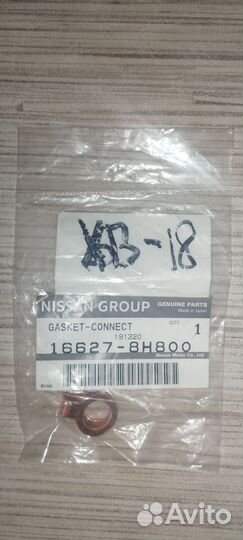 XB-18
NISSAN GROUP GENUINE PARTS
Made in Japan
GASKET-CONNECT QTY 1
191220
16627-8H800
Nissan Motor Co., Ltd.
Avito